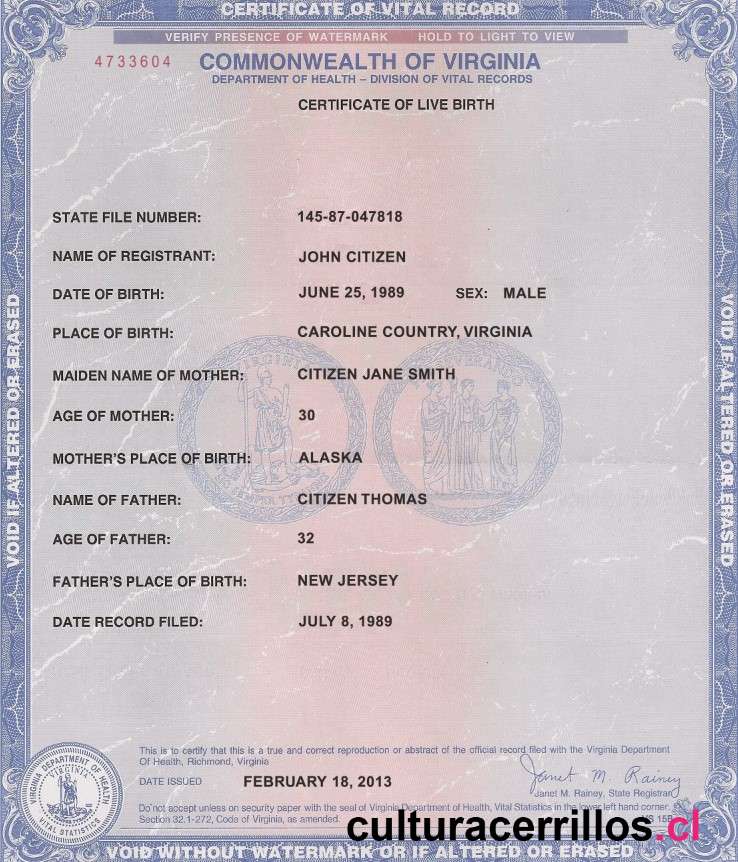 CERTIFICATE OF VITAL RECORD
VERIFY PRESENCE OF WATERMARK HOLD TO LIGHT TO VIEW
4733604 COMMONWEALTH OF VIRGINIA
DEPARTMENT OF HEALTH – DIVISION OF VITAL RECORDS
CERTIFICATE OF LIVE BIRTH
STATE FILE NUMBER: 145-87-047818
NAME OF REGISTRANT: JOHN CITIZEN
DATE OF BIRTH: JUNE 25, 1989 SEX: MALE
PLACE OF BIRTH: CAROLINE COUNTRY, VIRGINIA
MAIDEN NAME OF MOTHER: CITIZEN JANE SMITH
AGE OF MOTHER: 30
MOTHER'S PLACE OF BIRTH: ALASKA
NAME OF FATHER: CITIZEN THOMAS
AGE OF FATHER: 32
FATHER'S PLACE OF BIRTH: NEW JERSEY
DATE RECORD FILED: JULY 8, 1989
VOID IF ALTERED OR ERASED
VOID IF ALTERED OR ERASED
VIRGINIA DEPARTMENT OF HEALTH
VIRGINIA
VITAL STATISTICS
This is to certify that this is a true and correct reproduction or abstract of the official record filed with the Virginia Department
Of Health, Richmond, Virginia
DATE ISSUED FEBRUARY 18, 2013
Janet M. Rainey
Janet M. Rainey, State Registrar
Do not accept unless on security paper with the seal of Virginia Department of Health, Vital Statistics in the lower left hand corner.
Section 32.1-272, Code of Virginia, as amended. VS 15B
culturacerrillos.cl
VOID WITHOUT WATERMARK OR IF ALTERED OR ERASED